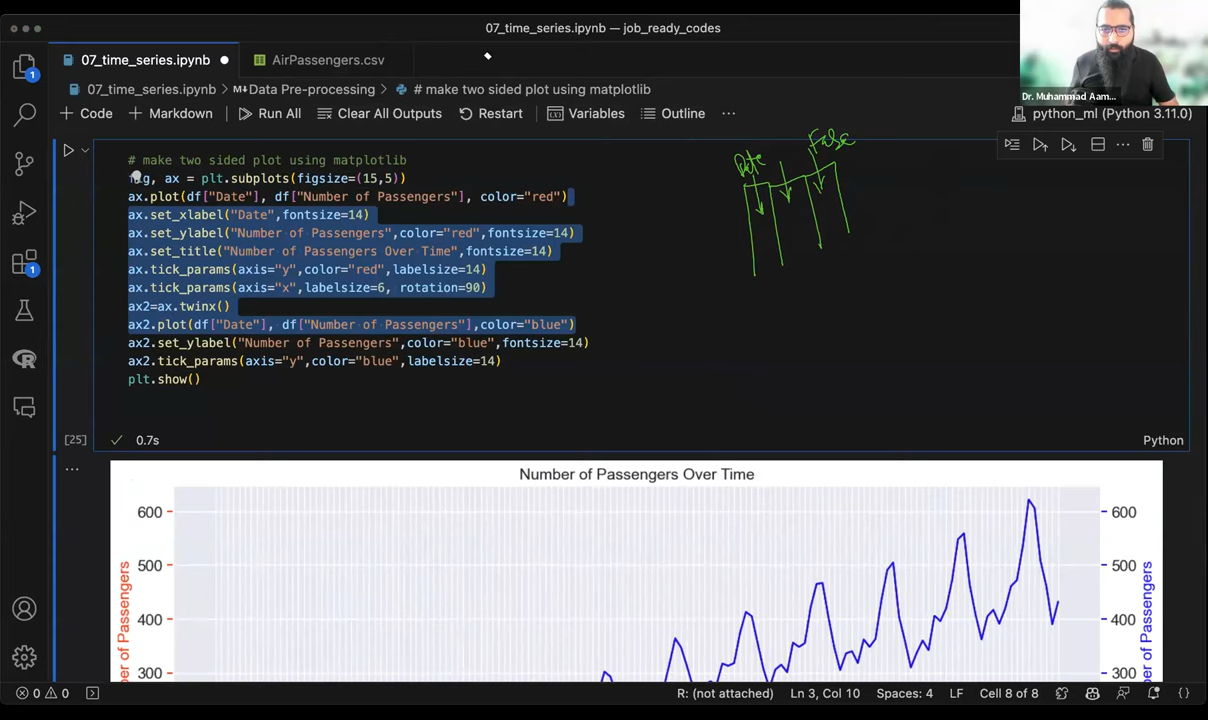 07_time_series.ipynb — job_ready_codes
07_time_series.ipynb
AirPassengers.csv
1
07_time_series.ipynb > Data Pre-processing > # make two sided plot using matplotlib
Dr. Muhammad Aam...
+ Code + Markdown Run All Clear All Outputs Restart Variables Outline ...
python_ml (Python 3.11.0)
# make two sided plot using matplotlib
ax = plt.subplots(figsize=(15,5))
ax.plot(df["Date"], df["Number of Passengers"], color="red")
ax.set_xlabel("Date",fontsize=14)
ax.set_ylabel("Number of Passengers",color="red",fontsize=14)
ax.set_title("Number of Passengers Over Time",fontsize=14)
ax.tick_params(axis="y",color="red",labelsize=14)
ax.tick_params(axis="x",labelsize=6, rotation=90)
ax2=ax.twinx()
ax2.plot(df["Date"], df["Number of Passengers"],color="blue")
ax2.set_ylabel("Number of Passengers",color="blue",fontsize=14)
ax2.tick_params(axis="y",color="blue",labelsize=14)
plt.show()
Date
False
1
[25]
0.7s
Python
Number of Passengers Over Time
600
600
500
500
400
400
300
300
ber of Passengers
ber of Passengers
0 0
R: (not attached)
Ln 3, Col 10
Spaces: 4
LF
Cell 8 of 8